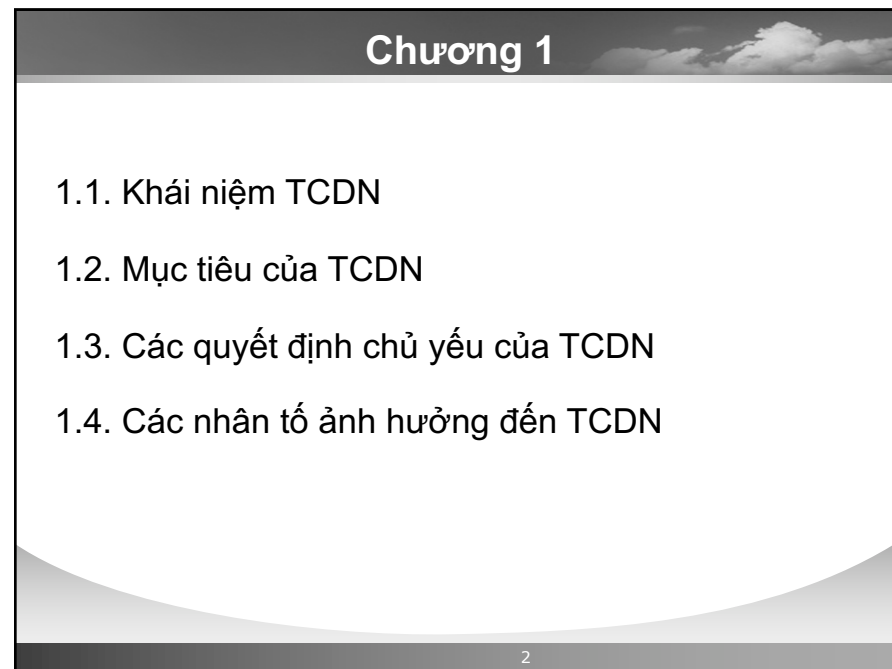 Chương 1
1.1. Khái niệm TCDN
1.2. Mục tiêu của TCDN
1.3. Các quyết định chủ yếu của TCDN
1.4. Các nhân tố ảnh hưởng đến TCDN
2